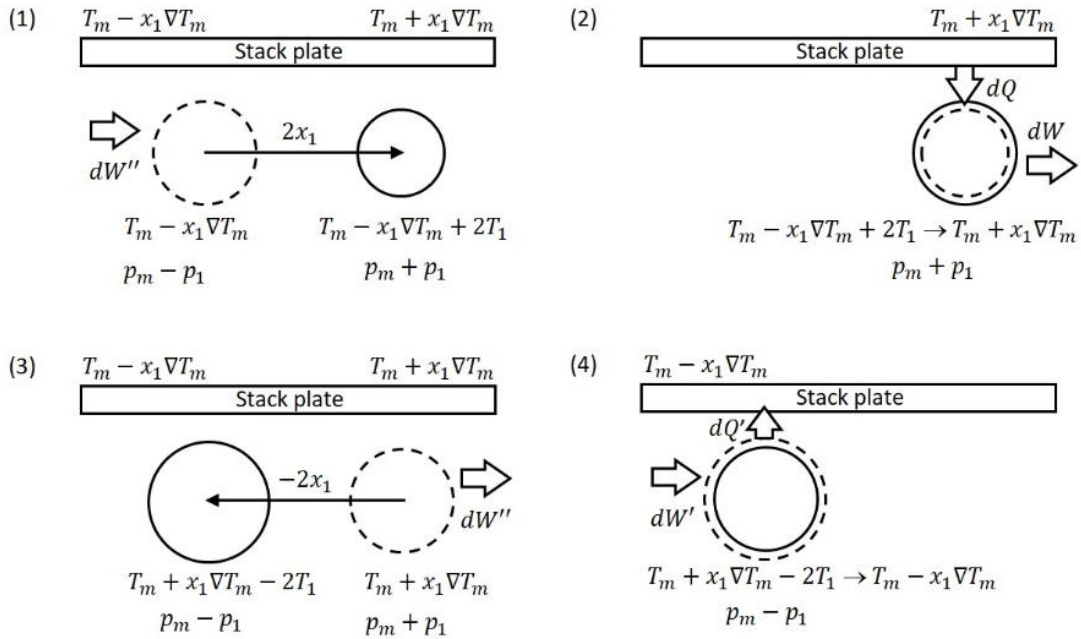 (1)
T_m − x_1∇T_m    T_m + x_1∇T_m
Stack plate
2x_1
dW''
T_m − x_1∇T_m    T_m − x_1∇T_m + 2T_1
p_m − p_1    p_m + p_1
(2)
T_m + x_1∇T_m
Stack plate
dQ
dW
T_m − x_1∇T_m + 2T_1 → T_m + x_1∇T_m
p_m + p_1
(3)
T_m − x_1∇T_m    T_m + x_1∇T_m
Stack plate
−2x_1
dW''
T_m + x_1∇T_m − 2T_1    T_m + x_1∇T_m
p_m − p_1    p_m + p_1
(4)
T_m − x_1∇T_m
Stack plate
dQ'
dW'
T_m + x_1∇T_m − 2T_1 → T_m − x_1∇T_m
p_m − p_1